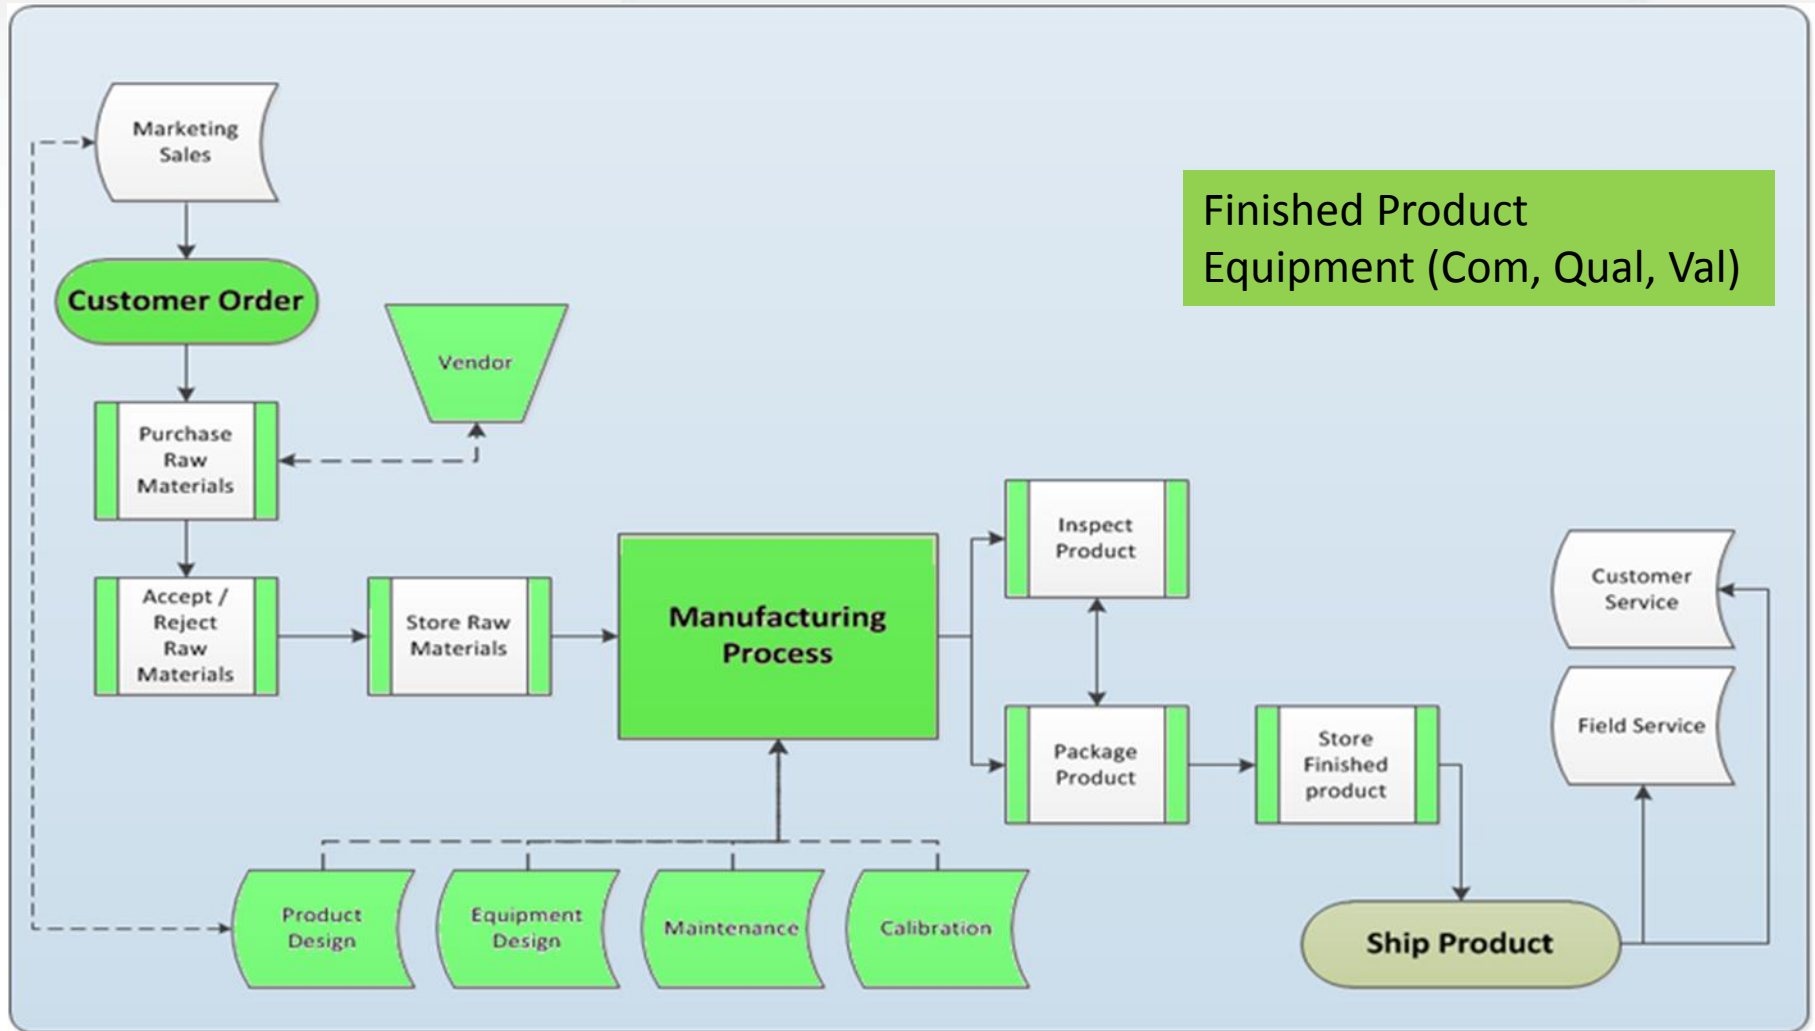 Marketing
Sales
Finished Product
Equipment (Com, Qual, Val)
Customer Order
Vendor
Purchase
Raw
Materials
Accept /
Reject
Raw
Materials
Store Raw
Materials
Manufacturing
Process
Inspect
Product
Package
Product
Store
Finished
product
Customer
Service
Field Service
Product
Design
Equipment
Design
Maintenance
Calibration
Ship Product